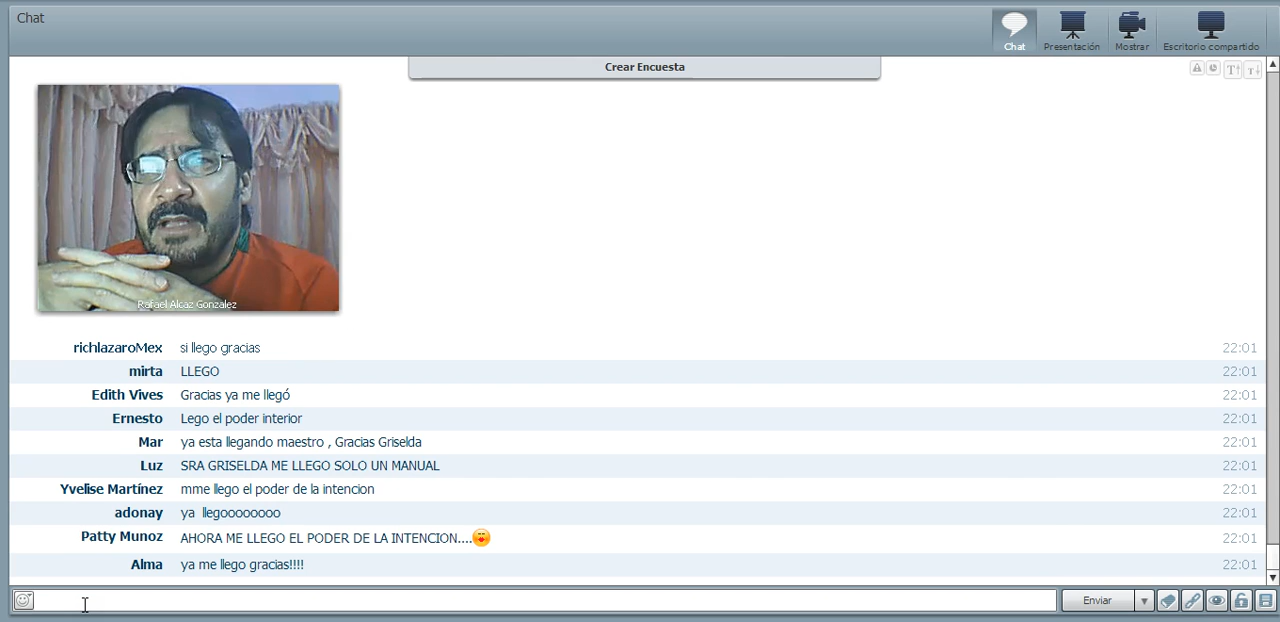 Chat
Chat
Presentación
Mostrar
Escritorio compartido
Crear Encuesta
T↑
T↓
Rafael Alcaz Gonzalez
richlazaroMex si llego gracias 22:01
mirta LLEGO 22:01
Edith Vives Gracias ya me llegó 22:01
Ernesto Lego el poder interior 22:01
Mar ya esta llegando maestro , Gracias Griselda 22:01
Luz SRA GRISELDA ME LLEGO SOLO UN MANUAL 22:01
Yvelise Martínez mme llego el poder de la intencion 22:01
adonay ya llegoooooooo 22:01
Patty Munoz AHORA ME LLEGO EL PODER DE LA INTENCION.... 22:01
Alma ya me llego gracias!!!! 22:01
Enviar